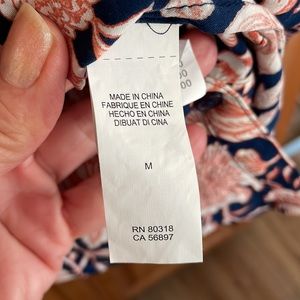 MADE IN CHINA
FABRIQUE EN CHINE
HECHO EN CHINA
DIBUAT DI CINA
M
RN 80318
CA 56897